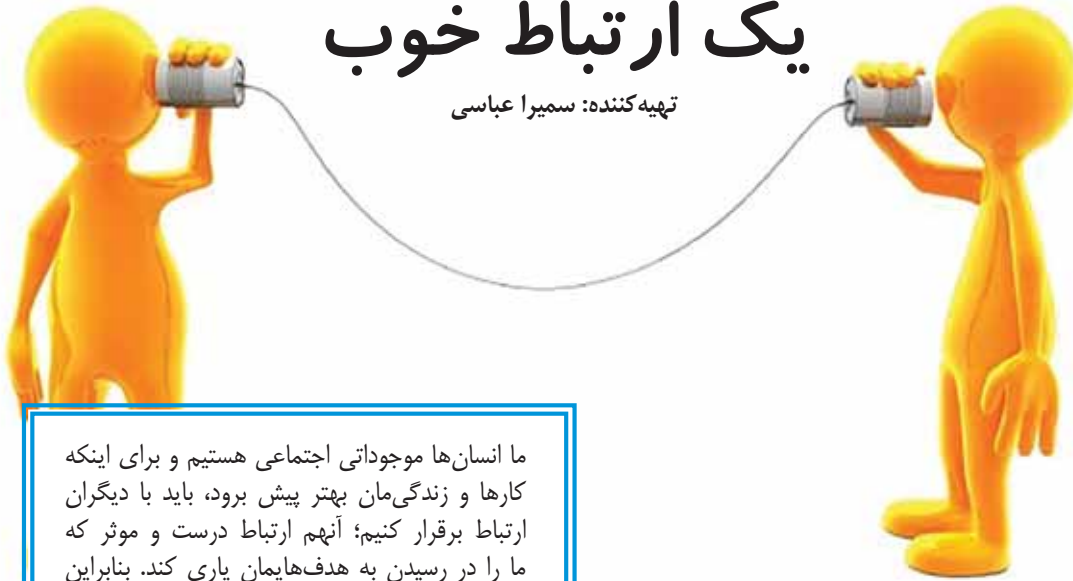 یک ارتباط خوب
تهیه‌کننده: سمیرا عباسی
ما انسان‌ها موجوداتی اجتماعی هستیم و برای اینکه
کارها و زندگی‌مان بهتر پیش برود، باید با دیگران
ارتباط برقرار کنیم؛ آنهم ارتباط درست و موثر که
ما را در رسیدن به هدف‌هایمان یاری کند. بنابراین